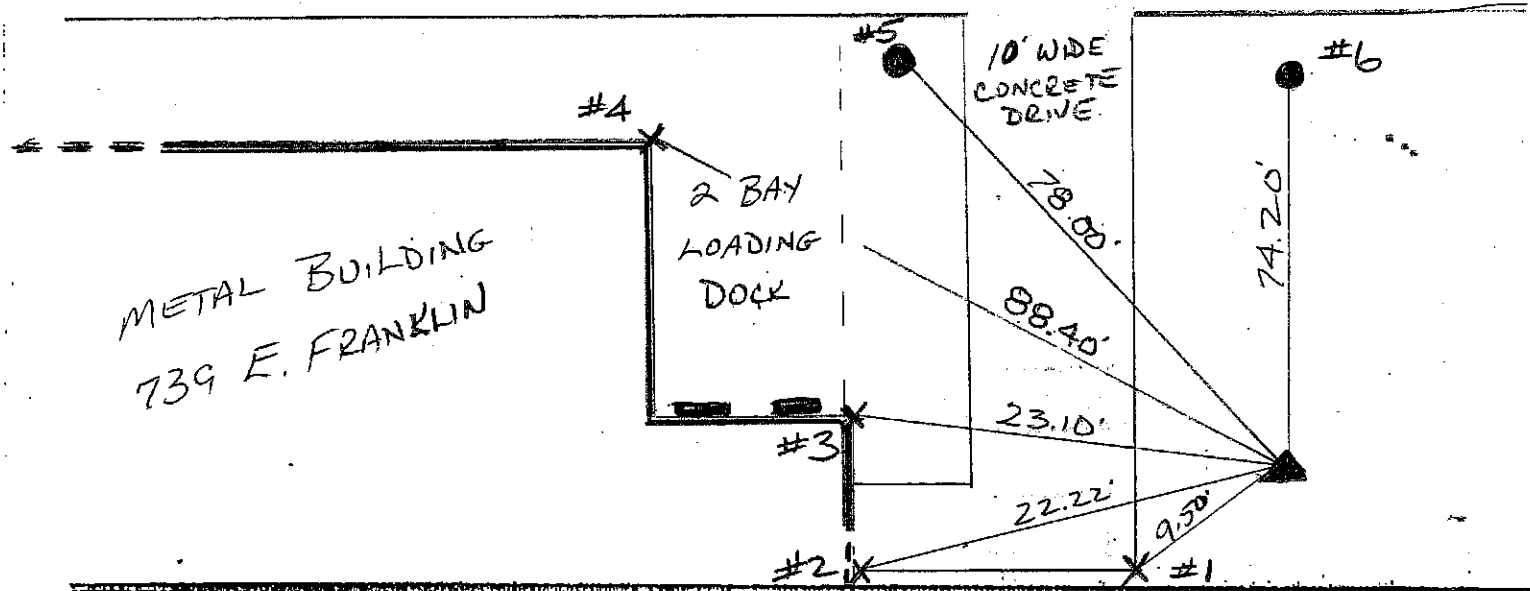 #5
10' WIDE
CONCRETE
DRIVE.
#6
#4
2 BAY
LOADING
DOCK
METAL BUILDING
739 E. FRANKLIN
78.00'
74.20'
88.40'
23.10'
#3
22.22'
9.50'
#2
#1